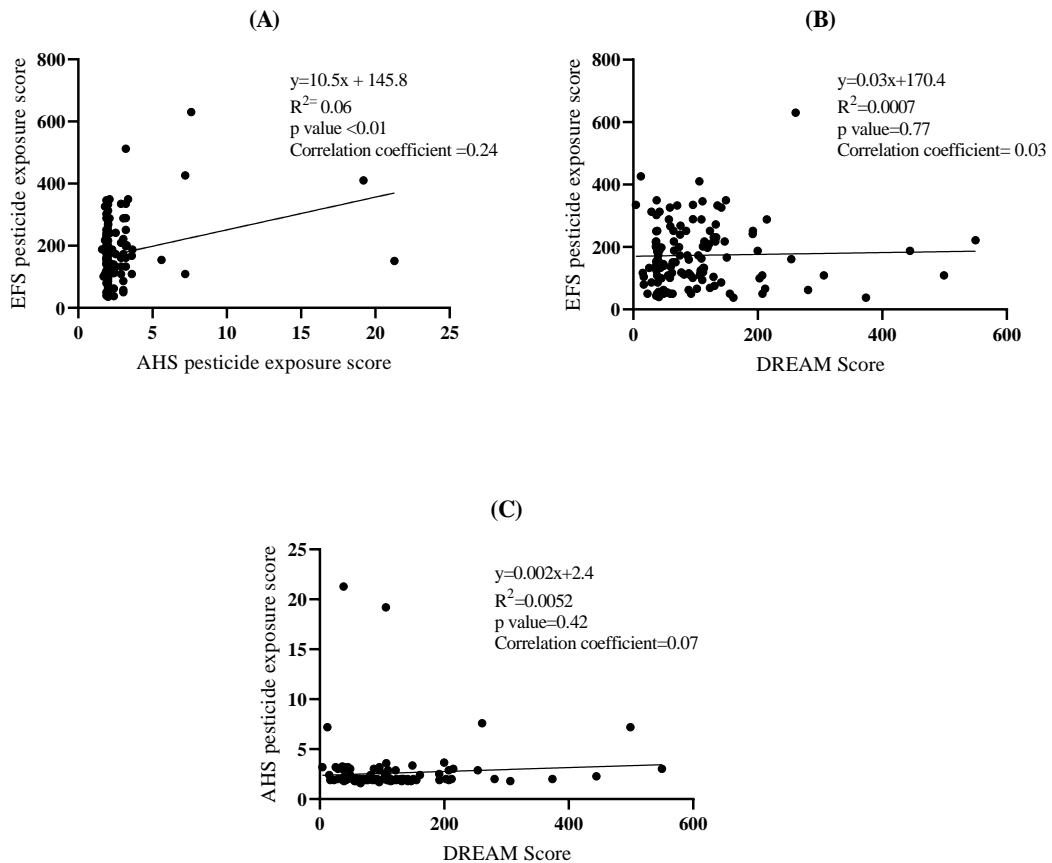 (A)
800
600
400
200
0
EFS pesticide exposure score
y=10.5x + 145.8
R²⁼ 0.06
p value <0.01
Correlation coefficient =0.24
0 5 10 15 20 25
AHS pesticide exposure score
(B)
800
600
400
200
0
EFS pesticide exposure score
y=0.03x+170.4
R²=0.0007
p value=0.77
Correlation coefficient= 0.03
0 200 400 600
DREAM Score
(C)
25
20
15
10
5
0
AHS pesticide exposure score
y=0.002x+2.4
R²=0.0052
p value=0.42
Correlation coefficient=0.07
0 200 400 600
DREAM Score